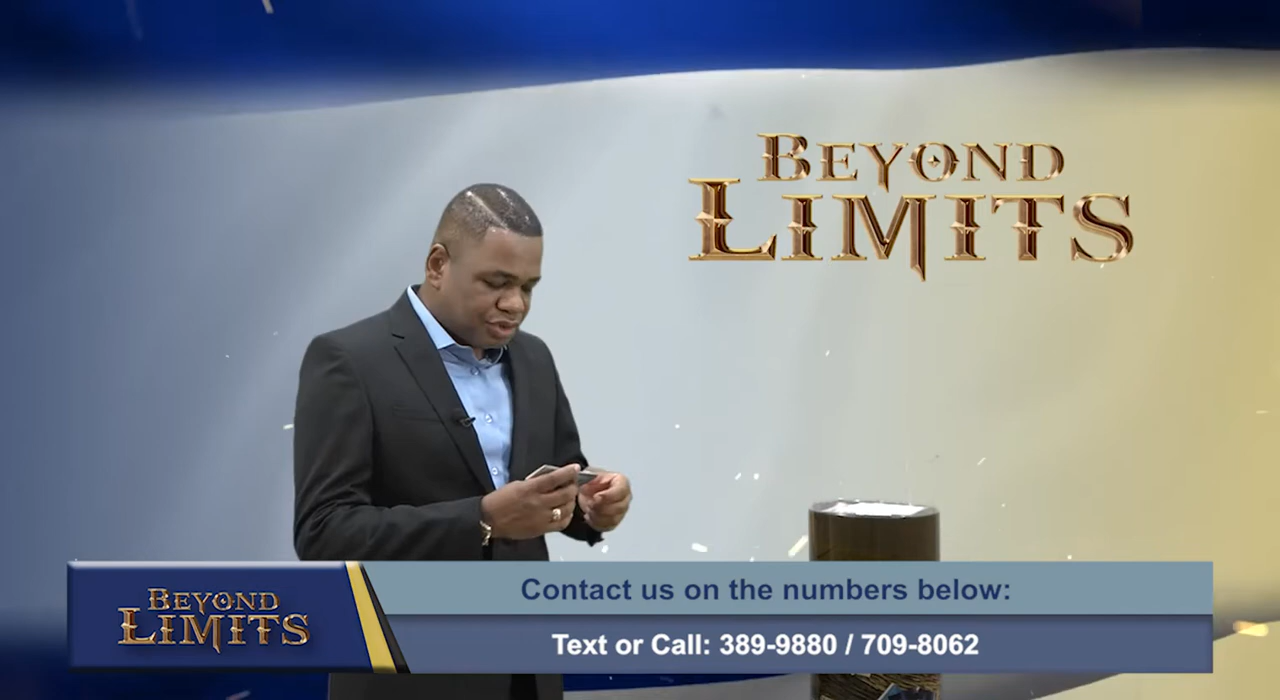 BEYOND
LIMITS
BEYOND
LIMITS
Contact us on the numbers below:
Text or Call: 389-9880 / 709-8062